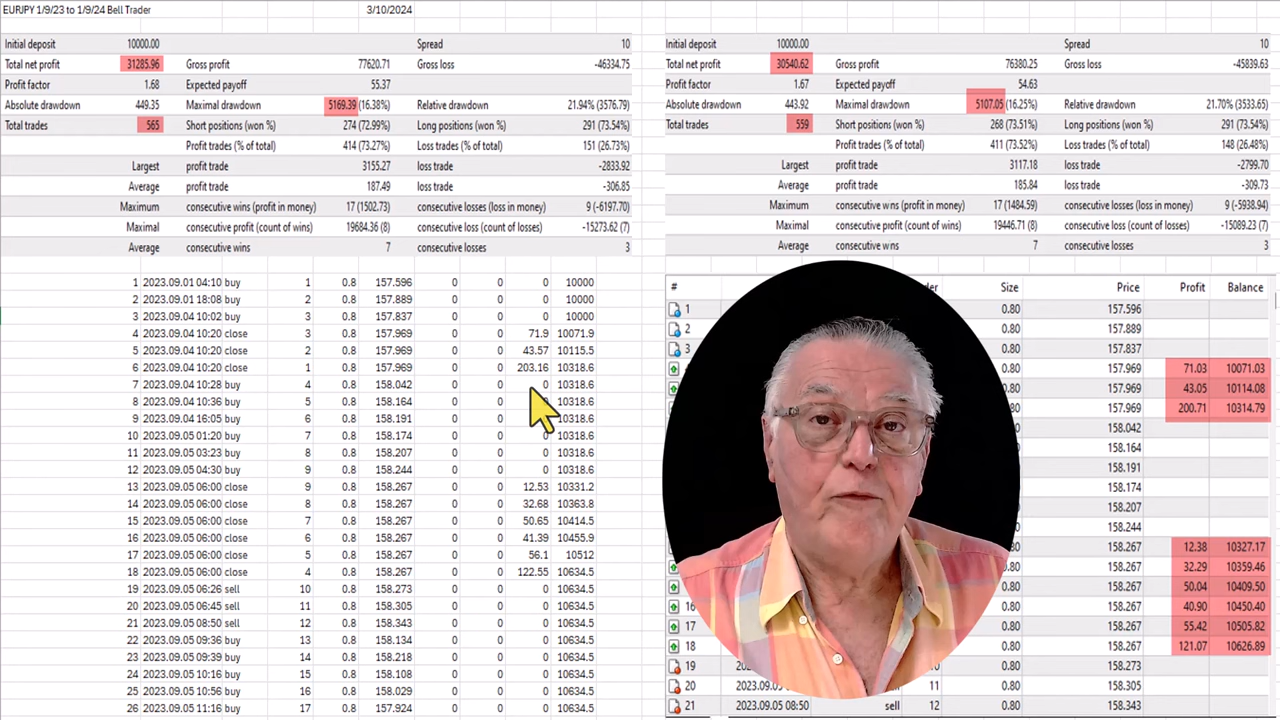 EURJPY 1/9/23 to 1/9/24 Bell Trader 3/10/2024
Initial deposit 10000.00 Spread 10
Total net profit 31285.96 Gross profit 77620.71 Gross loss -46334.75
Profit factor 1.68 Expected payoff 55.37
Absolute drawdown 449.35 Maximal drawdown 5169.39 (16.38%) Relative drawdown 21.94% (3576.79)
Total trades 565 Short positions (won %) 274 (72.99%) Long positions (won %) 291 (73.54%)
Profit trades (% of total) 414 (73.27%) Loss trades (% of total) 151 (26.73%)
Largest profit trade 3155.27 loss trade -2833.92
Average profit trade 187.49 loss trade -306.85
Maximum consecutive wins (profit in money) 17 (1502.73) consecutive losses (loss in money) 9 (-6197.70)
Maximal consecutive profit (count of wins) 19684.36 (8) consecutive loss (count of losses) -15273.62 (7)
Average consecutive wins 7 consecutive losses 3
1 2023.09.01 04:10 buy 1 0.8 157.596 0 0 0 10000
2 2023.09.01 18:08 buy 2 0.8 157.889 0 0 0 10000
3 2023.09.04 10:02 buy 3 0.8 157.837 0 0 0 10000
4 2023.09.04 10:20 close 3 0.8 157.969 0 0 71.9 10071.9
5 2023.09.04 10:20 close 2 0.8 157.969 0 0 43.57 10115.5
6 2023.09.04 10:20 close 1 0.8 157.969 0 0 203.16 10318.6
7 2023.09.04 10:28 buy 4 0.8 158.042 0 0 0 10318.6
8 2023.09.04 10:36 buy 5 0.8 158.164 0 0 10318.6
9 2023.09.04 16:05 buy 6 0.8 158.191 0 0 10318.6
10 2023.09.05 01:20 buy 7 0.8 158.174 0 0 0 10318.6
11 2023.09.05 03:23 buy 8 0.8 158.207 0 0 0 10318.6
12 2023.09.05 04:30 buy 9 0.8 158.244 0 0 0 10318.6
13 2023.09.05 06:00 close 9 0.8 158.267 0 0 12.53 10331.2
14 2023.09.05 06:00 close 8 0.8 158.267 0 0 32.68 10363.8
15 2023.09.05 06:00 close 7 0.8 158.267 0 0 50.65 10414.5
16 2023.09.05 06:00 close 6 0.8 158.267 0 0 41.39 10455.9
17 2023.09.05 06:00 close 5 0.8 158.267 0 0 56.1 10512
18 2023.09.05 06:00 close 4 0.8 158.267 0 0 122.55 10634.5
19 2023.09.05 06:26 sell 10 0.8 158.273 0 0 0 10634.5
20 2023.09.05 06:45 sell 11 0.8 158.305 0 0 0 10634.5
21 2023.09.05 08:50 sell 12 0.8 158.343 0 0 0 10634.5
22 2023.09.05 09:36 buy 13 0.8 158.134 0 0 0 10634.5
23 2023.09.05 09:39 buy 14 0.8 158.218 0 0 0 10634.5
24 2023.09.05 10:16 buy 15 0.8 158.108 0 0 0 10634.5
25 2023.09.05 10:56 buy 16 0.8 158.029 0 0 0 10634.5
26 2023.09.05 11:16 buy 17 0.8 157.924 0 0 0 10634.5
Initial deposit 10000.00 Spread 10
Total net profit 30540.62 Gross profit 76380.25 Gross loss -45839.63
Profit factor 1.67 Expected payoff 54.63
Absolute drawdown 443.92 Maximal drawdown 5107.05 (16.25%) Relative drawdown 21.70% (3533.65)
Total trades 559 Short positions (won %) 268 (73.51%) Long positions (won %) 291 (73.54%)
Profit trades (% of total) 411 (73.52%) Loss trades (% of total) 148 (26.48%)
Largest profit trade 3117.18 loss trade -2799.70
Average profit trade 185.84 loss trade -309.73
Maximum consecutive wins (profit in money) 17 (1484.59) consecutive losses (loss in money) 9 (-5938.94)
Maximal consecutive profit (count of wins) 19446.71 (8) consecutive loss (count of losses) -15089.23 (7)
Average consecutive wins 7 consecutive losses 3
# Size Price Profit Balance
1 0.80 157.596
2 0.80 157.889
3 0.80 157.837
157.969 71.03 10071.03
157.969 43.05 10114.08
157.969 200.71 10314.79
158.042
158.164
158.191
158.174
158.207
158.244
158.267 12.38 10327.17
158.267 32.29 10359.46
0.80 158.267 50.04 10409.50
16 0.80 158.267 40.90 10450.40
17 0.80 158.267 55.42 10505.82
18 0.80 158.267 121.07 10626.89
19 0.80 158.273
20 2023.09.05 11 0.80 158.305
21 2023.09.05 08:50 sell 12 0.80 158.343